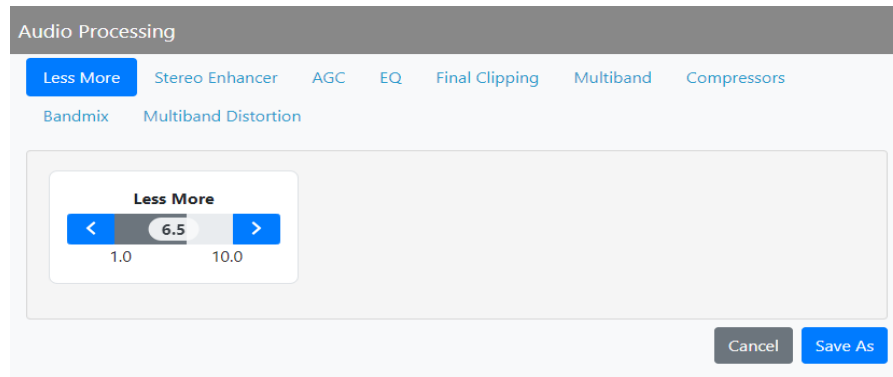 Audio Processing
Less More Stereo Enhancer AGC EQ Final Clipping Multiband Compressors
Bandmix Multiband Distortion
Less More
6.5
1.0 10.0
Cancel Save As